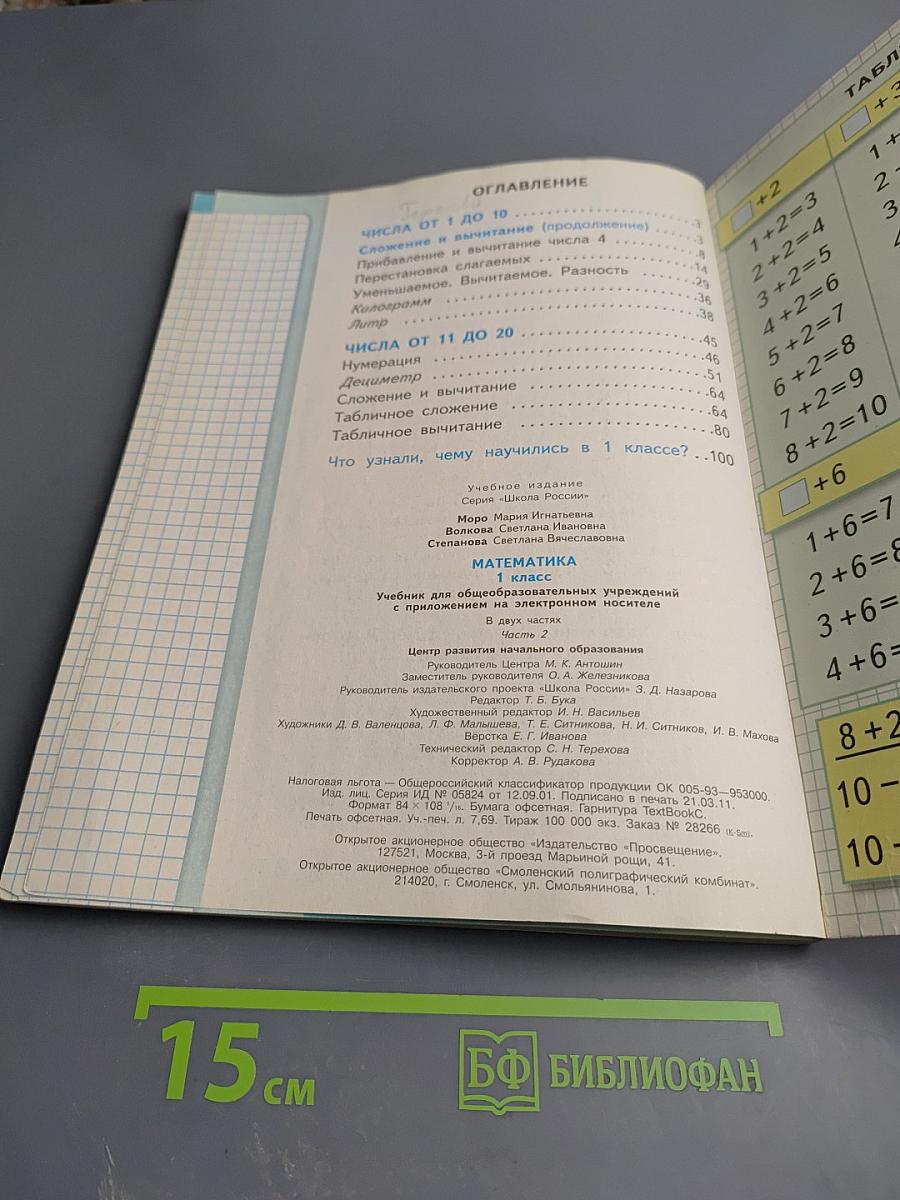 ОГЛАВЛЕНИЕ
ЧИСЛА ОТ 1 ДО 10 . . . . . . . . . . . . . . . . . . . 3
Сложение и вычитание (продолжение) . . . . . 3
Прибавление и вычитание числа 4 . . . . . . . . . 8
Перестановка слагаемых . . . . . . . . . . . . . . . . 14
Уменьшаемое. Вычитаемое. Разность . . . . . . .29
Килограмм . . . . . . . . . . . . . . . . . . . . . . . .36
Литр . . . . . . . . . . . . . . . . . . . . . . . . . . .38
ЧИСЛА ОТ 11 ДО 20 . . . . . . . . . . . . . . . . .45
Нумерация . . . . . . . . . . . . . . . . . . . . . . . .46
Дециметр . . . . . . . . . . . . . . . . . . . . . . . .51
Сложение и вычитание . . . . . . . . . . . . . . . .64
Табличное сложение . . . . . . . . . . . . . . . . . .64
Табличное вычитание . . . . . . . . . . . . . . . . .80
Что узнали, чему научились в 1 классе? . .100
Учебное издание
Серия «Школа России»
Моро Мария Игнатьевна
Волкова Светлана Ивановна
Степанова Светлана Вячеславовна
МАТЕМАТИКА
1 класс
Учебник для общеобразовательных учреждений
с приложением на электронном носителе
В двух частях
Часть 2
Центр развития начального образования
Руководитель Центра М. К. Антошин
Заместитель руководителя О. А. Железникова
Руководитель издательского проекта «Школа России» З. Д. Назарова
Редактор Т. Б. Бука
Художественный редактор И. Н. Васильев
Художники Д. В. Валенцова, Л. Ф. Малышева, Т. Е. Ситникова, Н. И. Ситников, И. В. Махова
Вёрстка Е. Г. Иванова
Технический редактор С. Н. Терехова
Корректор А. В. Рудакова
Налоговая льгота — Общероссийский классификатор продукции ОК 005-93—953000.
Изд. лиц. Серия ИД № 05824 от 12.09.01. Подписано в печать 21.03.11.
Формат 84 × 108 1/16. Бумага офсетная. Гарнитура TextBookC.
Печать офсетная. Уч.-печ. л. 7,69. Тираж 100 000 экз. Заказ № 28266 (K-Sm).
Открытое акционерное общество «Издательство «Просвещение».
127521, Москва, 3-й проезд Марьиной рощи, 41.
Открытое акционерное общество «Смоленский полиграфический комбинат».
214020, г. Смоленск, ул. Смольянинова, 1.
+2
1+2=3
2+2=4
3+2=5
4+2=6
5+2=7
6+2=8
7+2=9
8+2=10
+6
1+6=7
2+6=8
3+6=
4+6=
+3
1+
2
3
8+2
10−
10
15 см
БФ БИБЛИОФАН